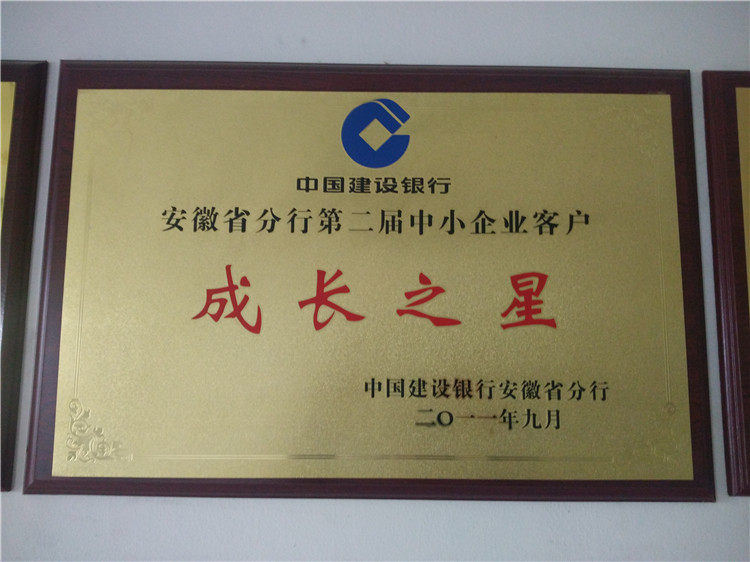 中国建设银行
安徽省分行第二届中小企业客户
成长之星
中国建设银行安徽省分行
二〇一一年九月